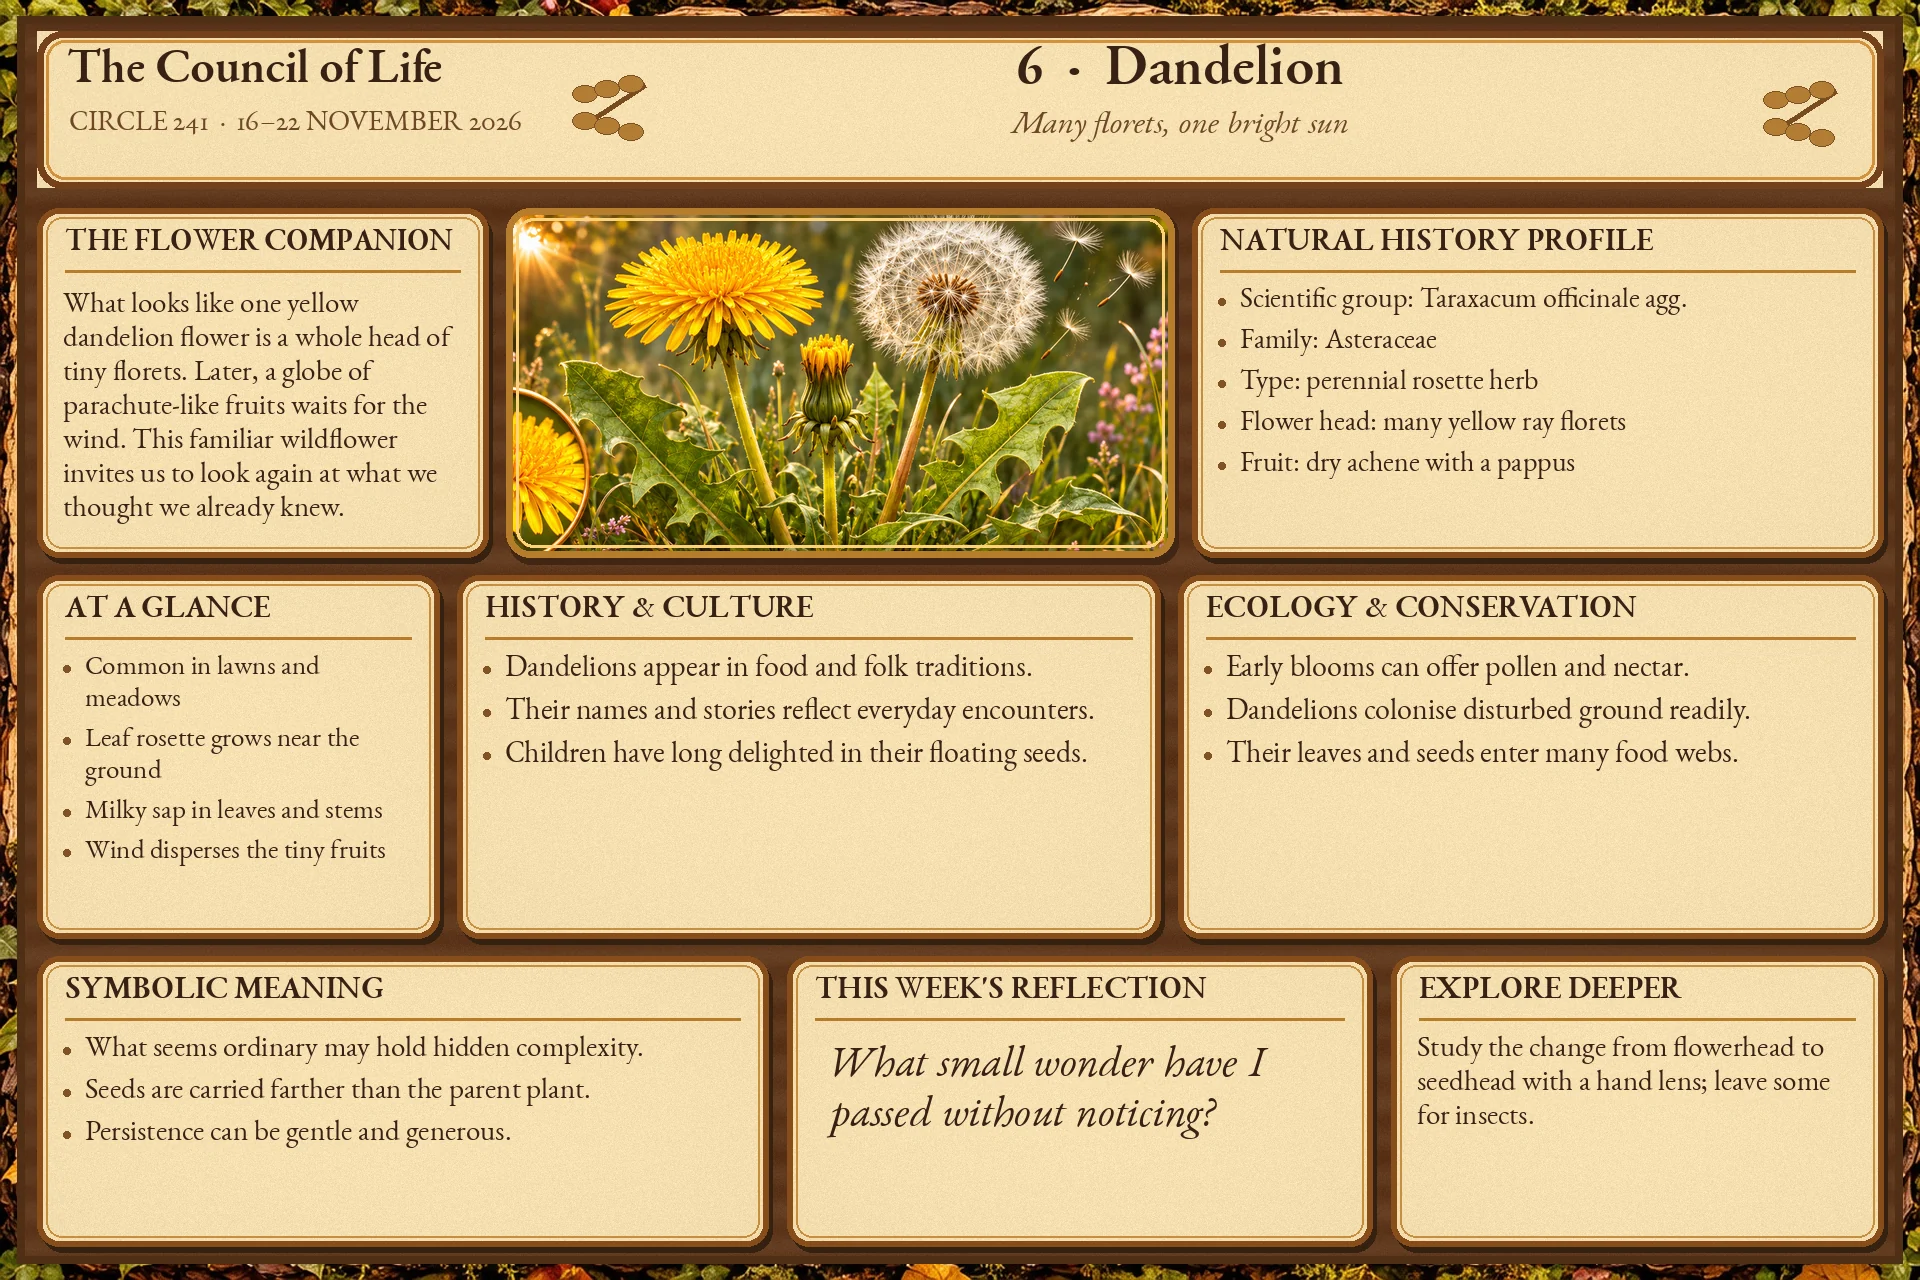 The Council of Life
CIRCLE 241 · 16–22 NOVEMBER 2026
6 · Dandelion
Many florets, one bright sun
THE FLOWER COMPANION
What looks like one yellow
dandelion flower is a whole head of
tiny florets. Later, a globe of
parachute-like fruits waits for the
wind. This familiar wildflower
invites us to look again at what we
thought we already knew.
NATURAL HISTORY PROFILE
• Scientific group: Taraxacum officinale agg.
• Family: Asteraceae
• Type: perennial rosette herb
• Flower head: many yellow ray florets
• Fruit: dry achene with a pappus
AT A GLANCE
• Common in lawns and
meadows
• Leaf rosette grows near the
ground
• Milky sap in leaves and stems
• Wind disperses the tiny fruits
HISTORY & CULTURE
• Dandelions appear in food and folk traditions.
• Their names and stories reflect everyday encounters.
• Children have long delighted in their floating seeds.
ECOLOGY & CONSERVATION
• Early blooms can offer pollen and nectar.
• Dandelions colonise disturbed ground readily.
• Their leaves and seeds enter many food webs.
SYMBOLIC MEANING
• What seems ordinary may hold hidden complexity.
• Seeds are carried farther than the parent plant.
• Persistence can be gentle and generous.
THIS WEEK'S REFLECTION
What small wonder have I
passed without noticing?
EXPLORE DEEPER
Study the change from flowerhead to
seedhead with a hand lens; leave some
for insects.